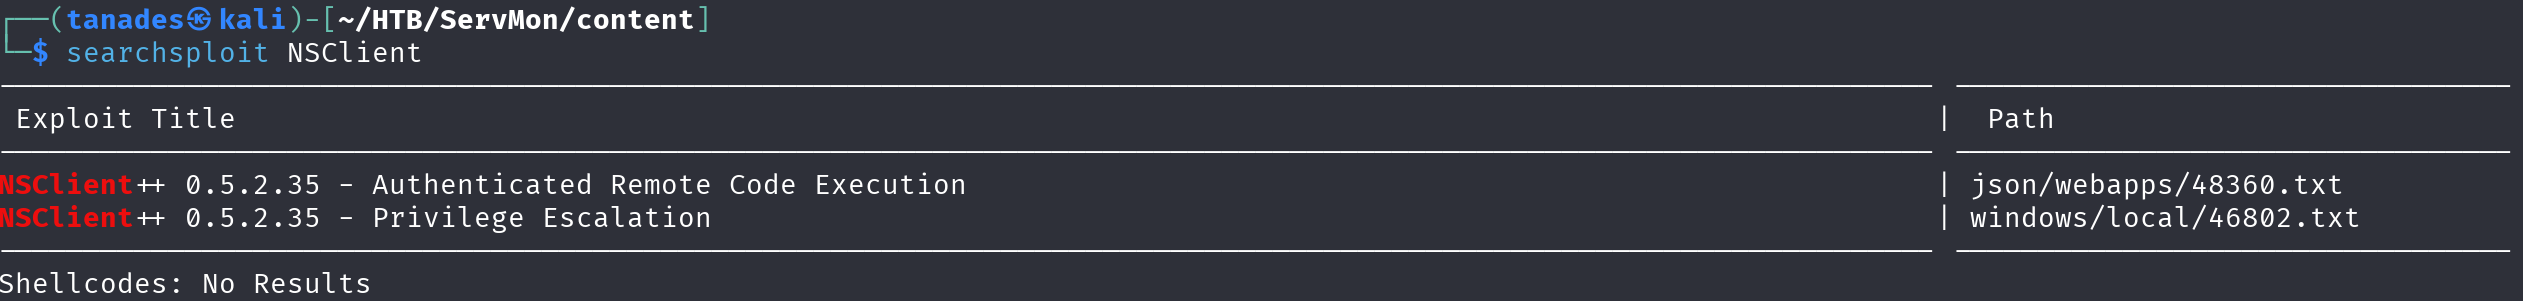 ┌──(tanades㉿kali)-[~/HTB/ServMon/content]
└─$ searchsploit NSClient
Exploit Title | Path
NSClient++ 0.5.2.35 - Authenticated Remote Code Execution | json/webapps/48360.txt
NSClient++ 0.5.2.35 - Privilege Escalation | windows/local/46802.txt
Shellcodes: No Results